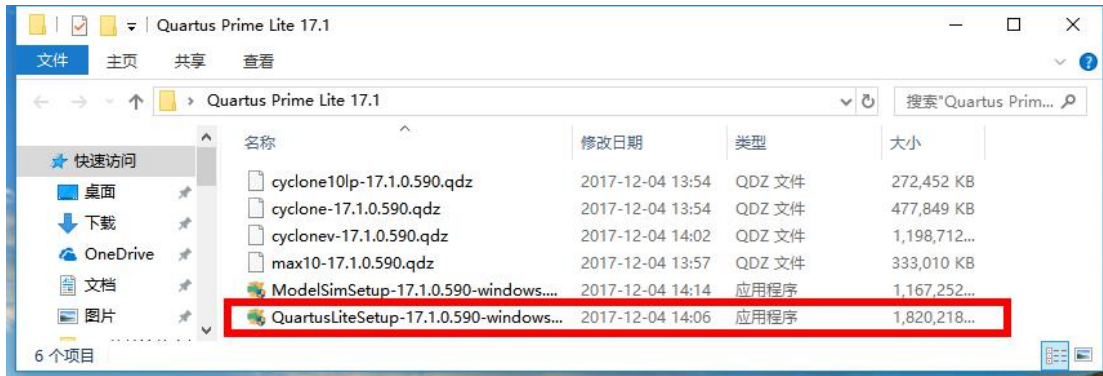 Quartus Prime Lite 17.1
文件 主页 共享 查看
Quartus Prime Lite 17.1 搜索"Quartus Prim...
名称 修改日期 类型 大小
快速访问
桌面 cyclone10lp-17.1.0.590.qdz 2017-12-04 13:54 QDZ 文件 272,452 KB
下载 cyclone-17.1.0.590.qdz 2017-12-04 13:54 QDZ 文件 477,849 KB
OneDrive cyclonev-17.1.0.590.qdz 2017-12-04 14:02 QDZ 文件 1,198,712...
文档 max10-17.1.0.590.qdz 2017-12-04 13:57 QDZ 文件 333,010 KB
ModelSimSetup-17.1.0.590-windows.... 2017-12-04 14:14 应用程序 1,167,252...
图片 QuartusLiteSetup-17.1.0.590-windows... 2017-12-04 14:06 应用程序 1,820,218...
6 个项目